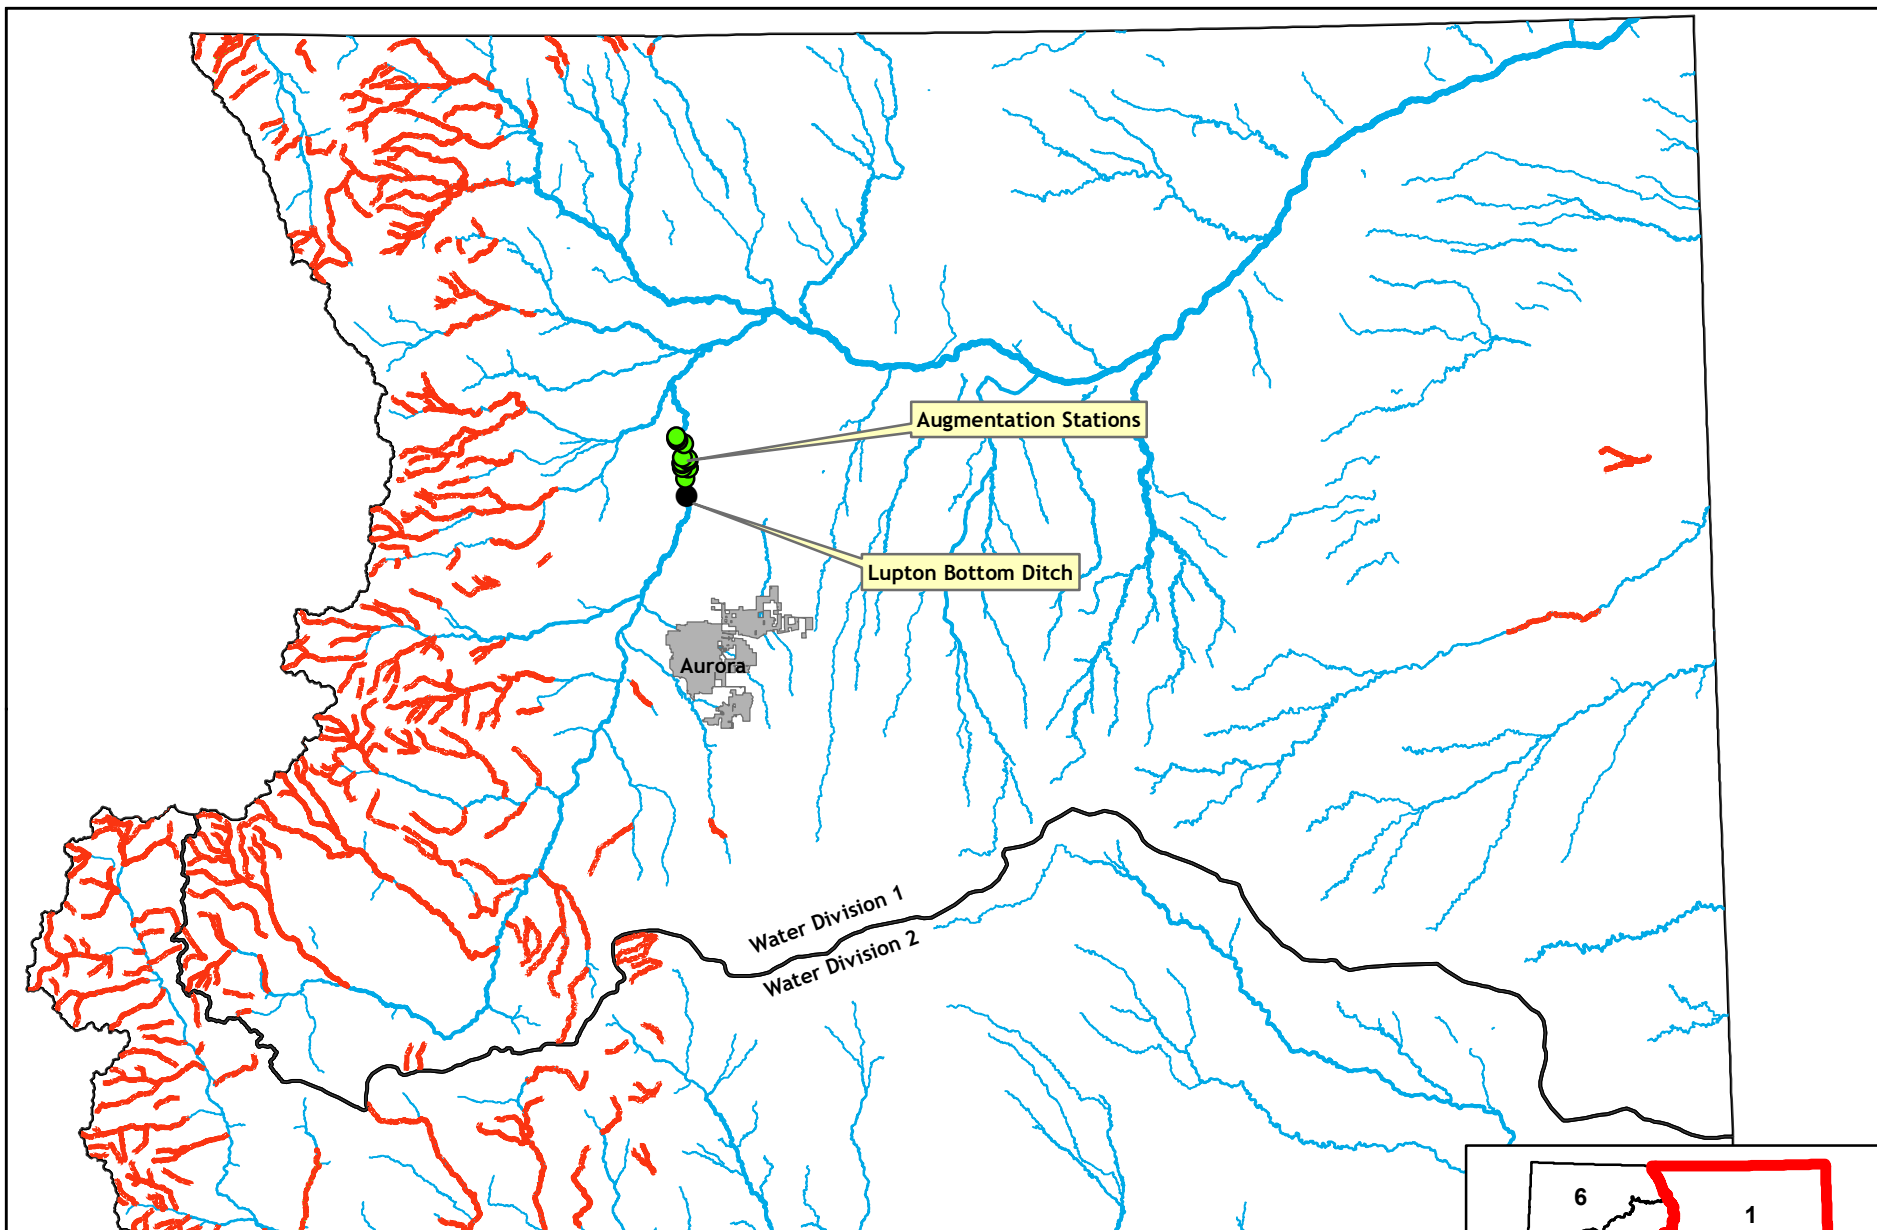 Augmentation Stations
Lupton Bottom Ditch
Aurora
Water Division 1
Water Division 2
6
1